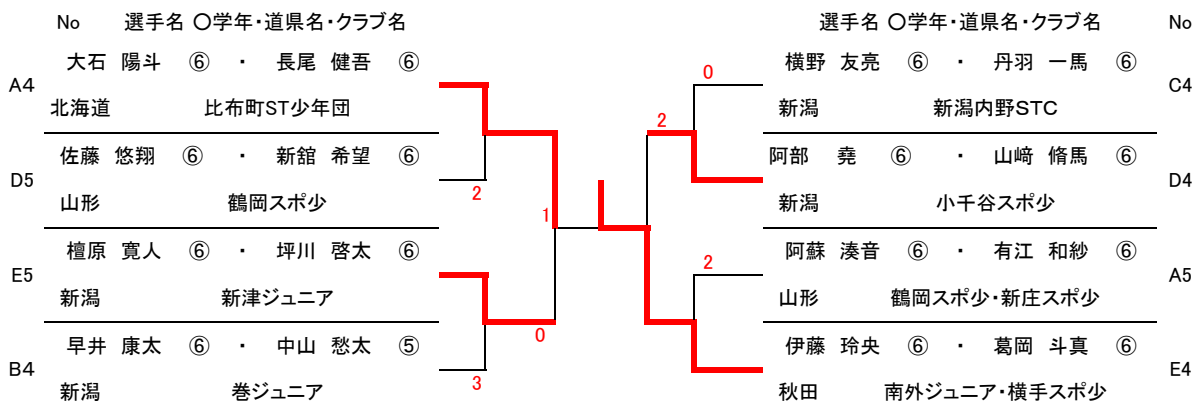 No 選手名 ○学年・道県名・クラブ名
A4 大石 陽斗 ⑥ ・ 長尾 健吾 ⑥
北海道 比布町ST少年団
D5 佐藤 悠翔 ⑥ ・ 新舘 希望 ⑥
山形 鶴岡スポ少
2
1
E5 檀原 寛人 ⑥ ・ 坪川 啓太 ⑥
新潟 新津ジュニア
0
B4 早井 康太 ⑥ ・ 中山 愁太 ⑤
新潟 巻ジュニア
3
選手名 ○学年・道県名・クラブ名 No
0
横野 友亮 ⑥ ・ 丹羽 一馬 ⑥ C4
新潟 新潟内野STC
2
阿部 堯 ⑥ ・ 山﨑 脩馬 ⑥ D4
新潟 小千谷スポ少
2
阿蘇 湊音 ⑥ ・ 有江 和紗 ⑥ A5
山形 鶴岡スポ少・新庄スポ少
伊藤 玲央 ⑥ ・ 葛岡 斗真 ⑥ E4
秋田 南外ジュニア・横手スポ少